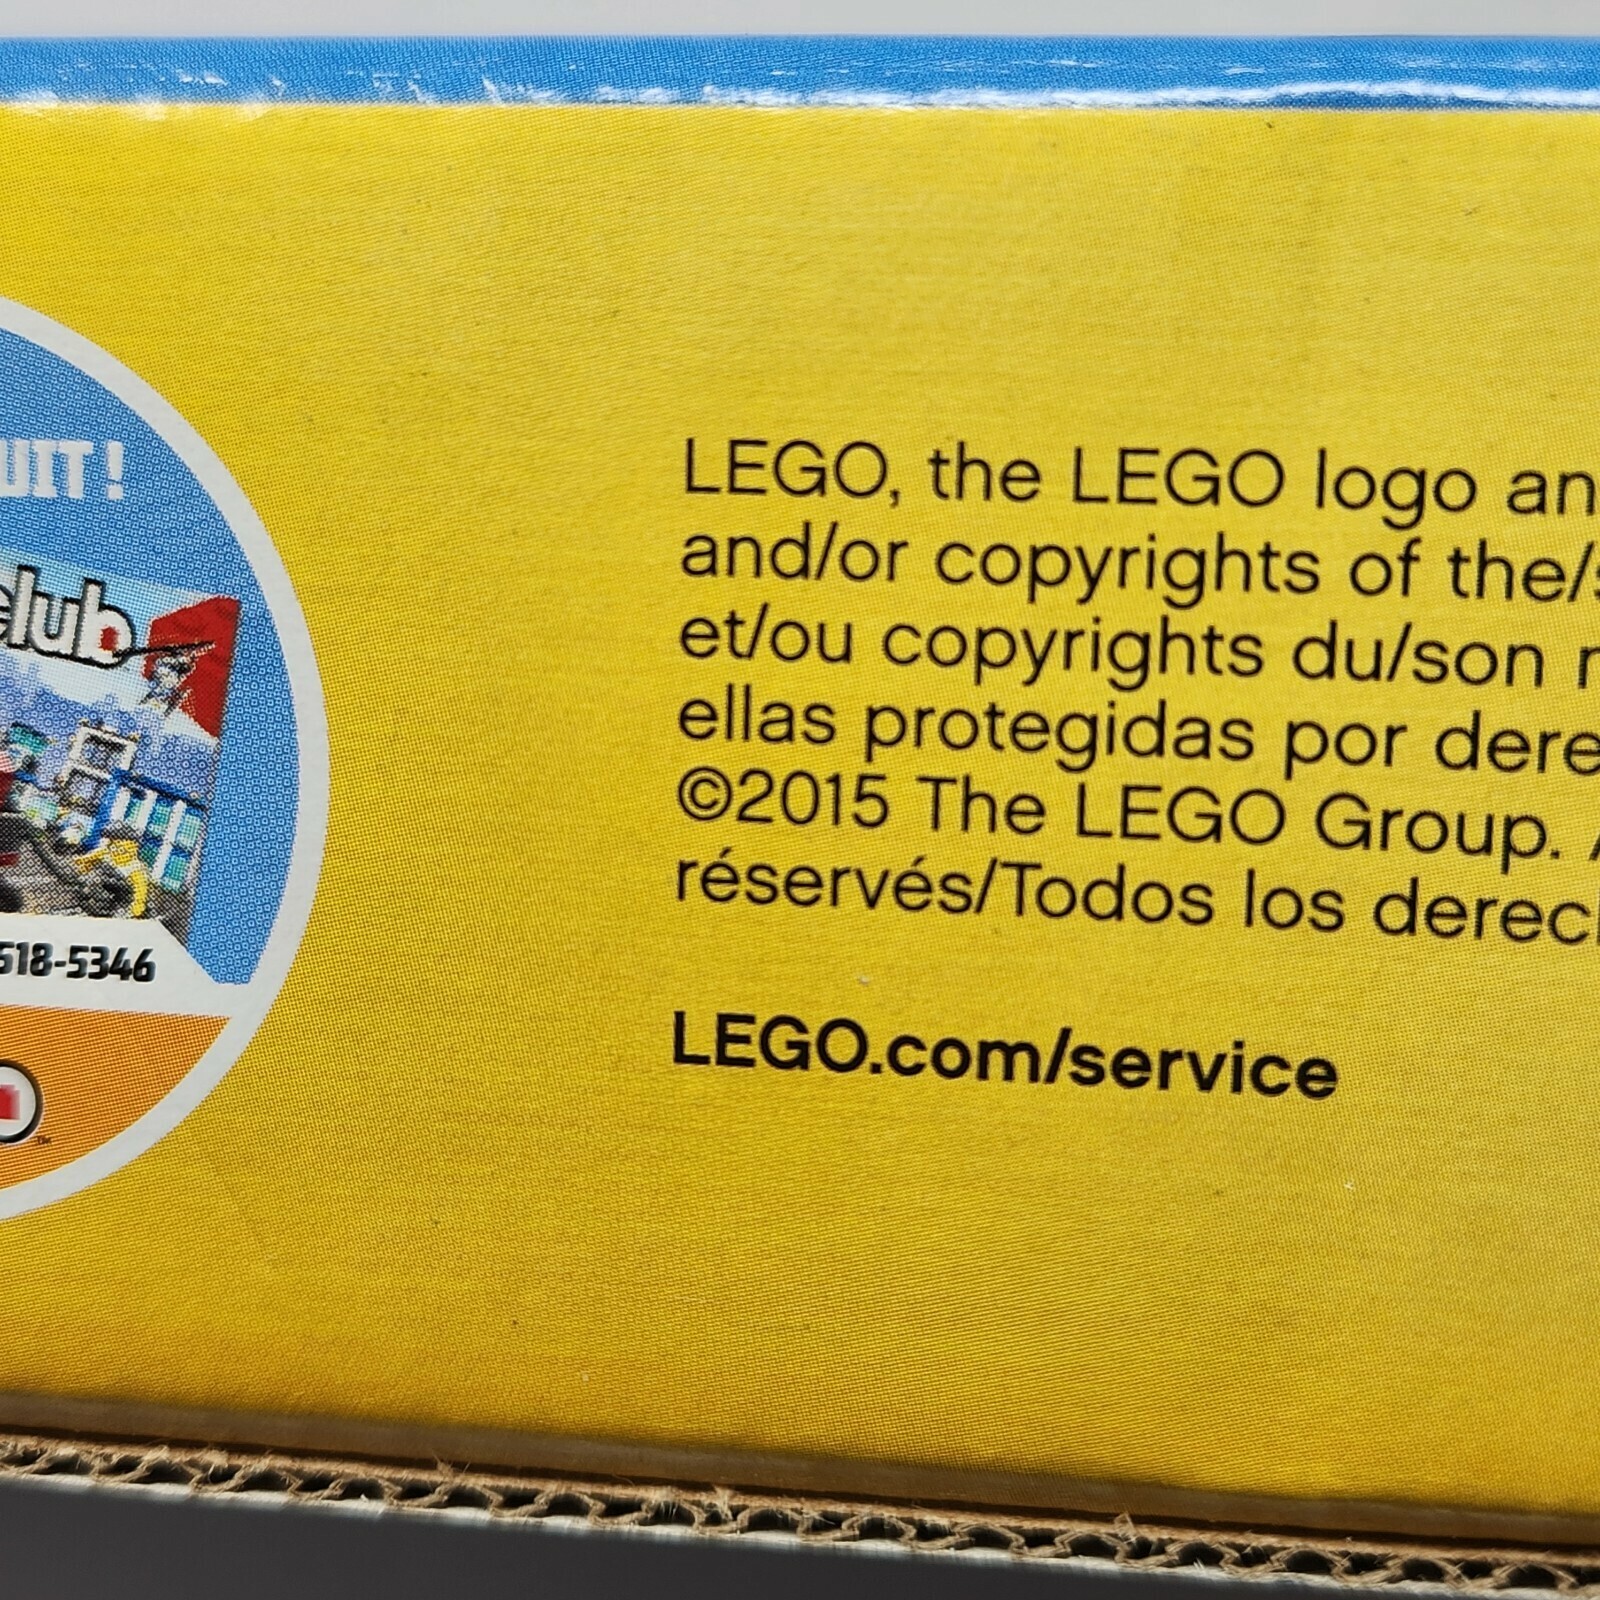 UIT!
club
518-5346
™
LEGO, the LEGO logo an
and/or copyrights of the/s
et/ou copyrights du/son
ellas protegidas por dere
©2015 The LEGO Group.
réservés/Todos los derec
LEGO.com/service